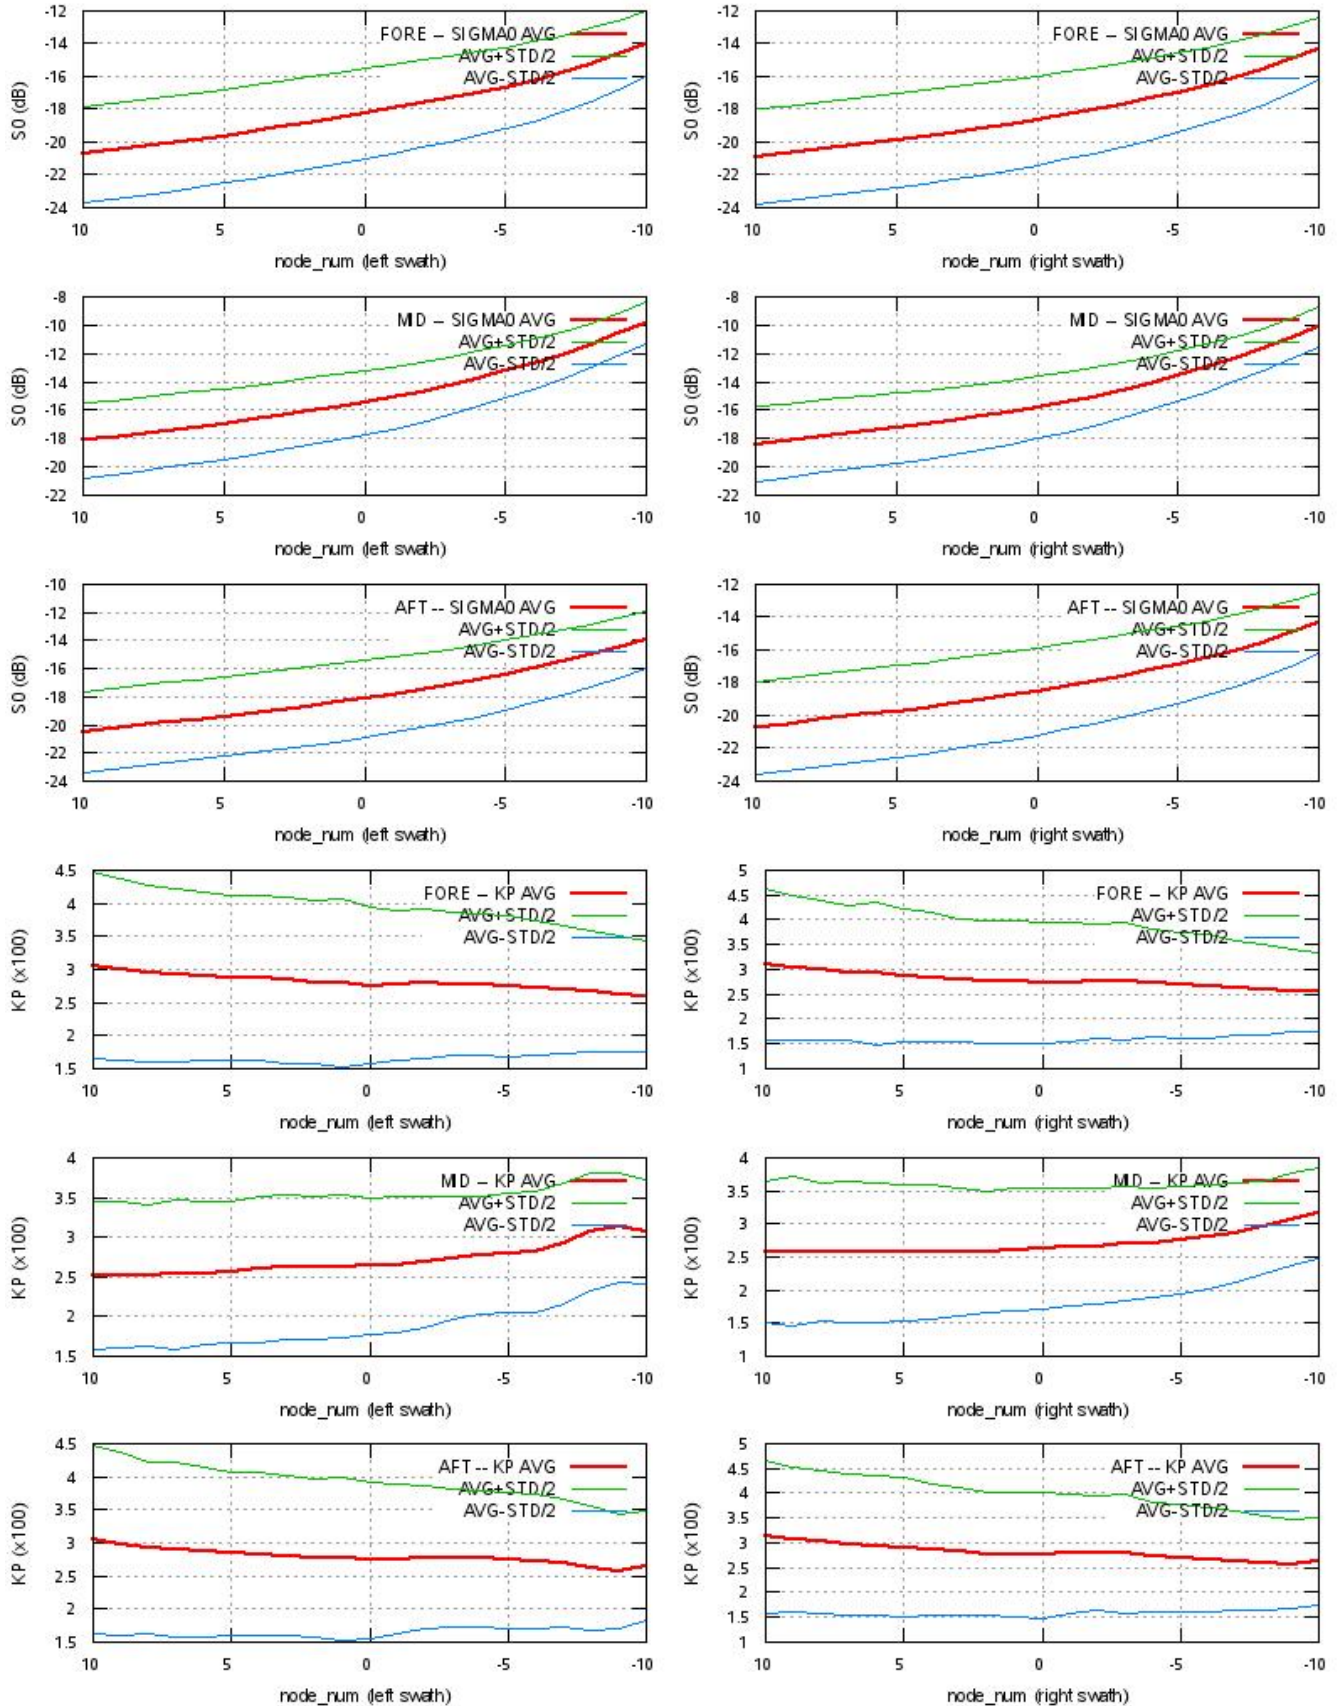 -12
-14
-16
-18
-20
-22
-24
S0 (dB)
FORE – SIGMA0 AVG
AVG+STD/2
AVG-STD/2
10 5 0 -5 -10
node_num (left swath)
-12
-14
-16
-18
-20
-22
-24
S0 (dB)
FORE – SIGMA0 AVG
AVG+STD/2
AVG-STD/2
10 5 0 -5 -10
node_num (right swath)
-8
-10
-12
-14
-16
-18
-20
-22
S0 (dB)
MID – SIGMA0 AVG
AVG+STD/2
AVG-STD/2
10 5 0 -5 -10
node_num (left swath)
-8
-10
-12
-14
-16
-18
-20
-22
S0 (dB)
MID – SIGMA0 AVG
AVG+STD/2
AVG-STD/2
10 5 0 -5 -10
node_num (right swath)
-10
-12
-14
-16
-18
-20
-22
-24
S0 (dB)
AFT -- SIGMA0 AVG
AVG+STD/2
AVG-STD/2
10 5 0 -5 -10
node_num (left swath)
-12
-14
-16
-18
-20
-22
-24
S0 (dB)
AFT -- SIGMA0 AVG
AVG+STD/2
AVG-STD/2
10 5 0 -5 -10
node_num (right swath)
4.5
4
3.5
3
2.5
2
1.5
KP (x100)
FORE – KP AVG
AVG+STD/2
AVG-STD/2
10 5 0 -5 -10
node_num (left swath)
5
4.5
4
3.5
3
2.5
2
1.5
1
KP (x100)
FORE – KP AVG
AVG+STD/2
AVG-STD/2
10 5 0 -5 -10
node_num (right swath)
4
3.5
3
2.5
2
1.5
KP (x100)
MID – KP AVG
AVG+STD/2
AVG-STD/2
10 5 0 -5 -10
node_num (left swath)
4
3.5
3
2.5
2
1.5
1
KP (x100)
MID – KP AVG
AVG+STD/2
AVG-STD/2
10 5 0 -5 -10
node_num (right swath)
4.5
4
3.5
3
2.5
2
1.5
KP (x100)
AFT -- KP AVG
AVG+STD/2
AVG-STD/2
10 5 0 -5 -10
node_num (left swath)
5
4.5
4
3.5
3
2.5
2
1.5
1
KP (x100)
AFT -- KP AVG
AVG+STD/2
AVG-STD/2
10 5 0 -5 -10
node_num (right swath)